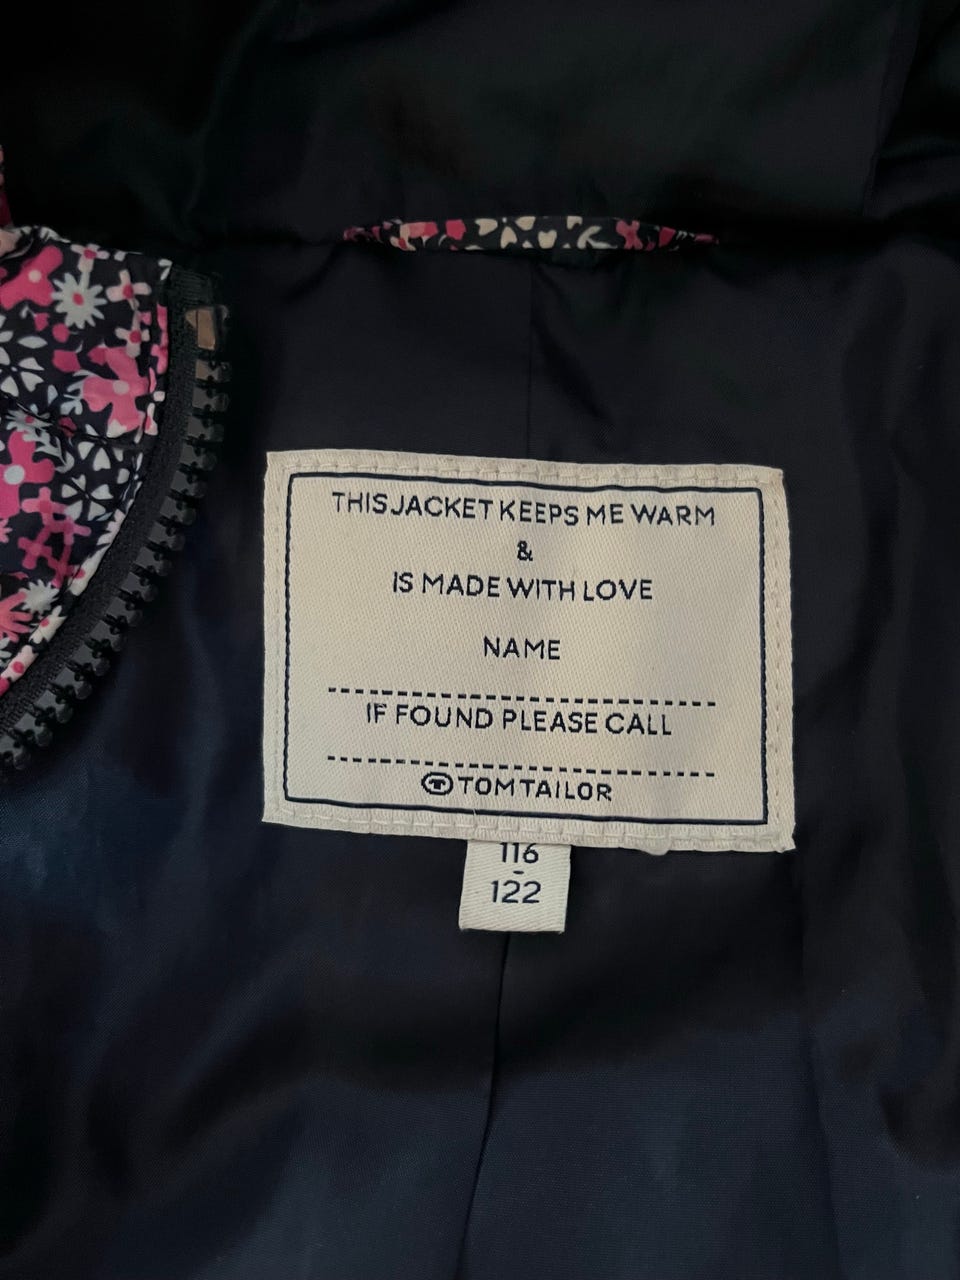 THIS JACKET KEEPS ME WARM
&
IS MADE WITH LOVE
NAME
IF FOUND PLEASE CALL
TOM TAILOR
116
-
122